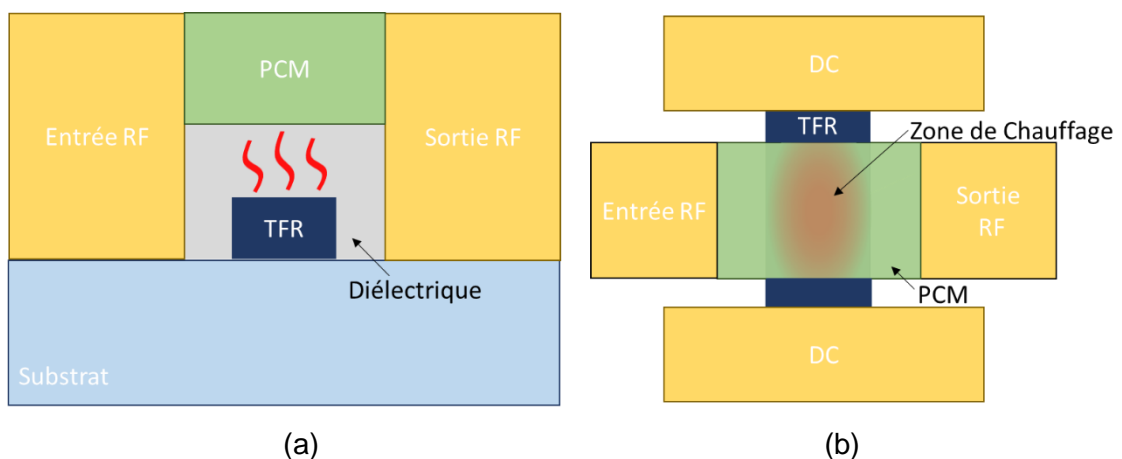 PCM
Entrée RF
Sortie RF
TFR
Diélectrique
Substrat
(a)
DC
TFR
Zone de Chauffage
Entrée RF
Sortie
RF
PCM
DC
(b)